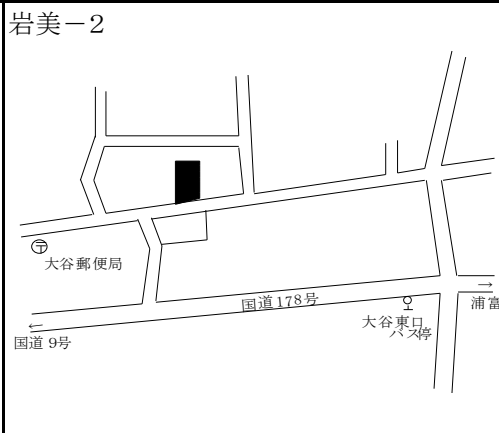 岩美－2
大谷郵便局
国道178号
大谷東口
バス停
→
浦富
←
国道 9号